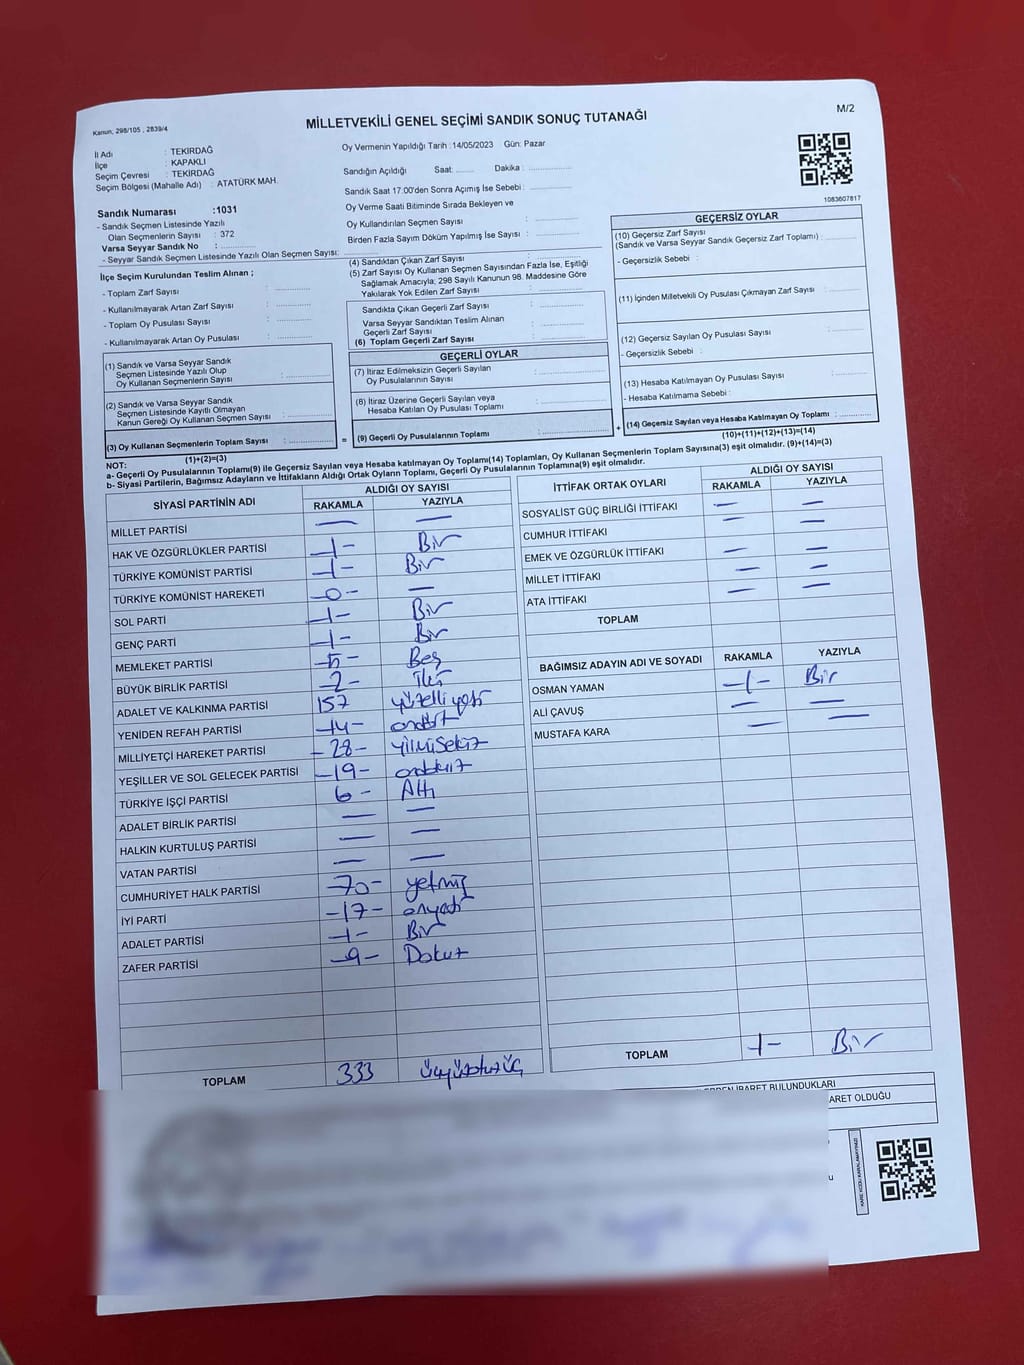 Kanun, 298/105 , 2839/4
MİLLETVEKİLİ GENEL SEÇİMİ SANDIK SONUÇ TUTANAĞI
M/2
İl Adı : TEKİRDAĞ
İlçe : KAPAKLI
Seçim Çevresi : TEKİRDAĞ
Seçim Bölgesi (Mahalle Adı) : ATATÜRK MAH.
Sandık Numarası :1031
- Sandık Seçmen Listesinde Yazılı
Olan Seçmenlerin Sayısı : 372
Varsa Seyyar Sandık No :
- Seyyar Sandık Seçmen Listesinde Yazılı Olan Seçmen Sayısı:
Oy Vermenin Yapıldığı Tarih :14/05/2023 Gün: Pazar
Sandığın Açıldığı Saat: Dakika :
Sandık Saat 17:00'den Sonra Açımış İse Sebebi :
Oy Verme Saati Bitiminde Sırada Bekleyen ve
Oy Kullandırılan Seçmen Sayısı :
Birden Fazla Sayım Döküm Yapılmış İse Sayısı :
1083607817
İlçe Seçim Kurulundan Teslim Alınan ;
- Toplam Zarf Sayısı :
- Kullanılmayarak Artan Zarf Sayısı :
- Toplam Oy Pusulası Sayısı :
- Kullanılmayarak Artan Oy Pusulası :
(4) Sandıktan Çıkan Zarf Sayısı :
(5) Zarf Sayısı Oy Kullanan Seçmen Sayısından Fazla İse, Eşitliği
Sağlamak Amacıyla; 298 Sayılı Kanunun 98. Maddesine Göre
Yakılarak Yok Edilen Zarf Sayısı :
Sandıkta Çıkan Geçerli Zarf Sayısı :
Varsa Seyyar Sandıktan Teslim Alınan
Geçerli Zarf Sayısı :
(6) Toplam Geçerli Zarf Sayısı :
GEÇERSİZ OYLAR
(10) Geçersiz Zarf Sayısı
(Sandık ve Varsa Seyyar Sandık Geçersiz Zarf Toplamı) :
- Geçersizlik Sebebi :
(11) İçinden Milletvekili Oy Pusulası Çıkmayan Zarf Sayısı :
(12) Geçersiz Sayılan Oy Pusulası Sayısı :
- Geçersizlik Sebebi :
(13) Hesaba Katılmayan Oy Pusulası Sayısı :
- Hesaba Katılmama Sebebi :
(14) Geçersiz Sayılan veya Hesaba Katılmayan Oy Toplamı :
(10)+(11)+(12)+(13)=(14)
(1) Sandık ve Varsa Seyyar Sandık
Seçmen Listesinde Yazılı Olup
Oy Kullanan Seçmenlerin Sayısı :
(2) Sandık ve Varsa Seyyar Sandık
Seçmen Listesinde Kayıtlı Olmayan
Kanun Gereği Oy Kullanan Seçmen Sayısı :
(3) Oy Kullanan Seçmenlerin Toplam Sayısı :
(1)+(2)=(3)
=
GEÇERLİ OYLAR
(7) İtiraz Edilmeksizin Geçerli Sayılan
Oy Pusulalarının Sayısı :
(8) İtiraz Üzerine Geçerli Sayılan veya
Hesaba Katılan Oy Pusulası Toplamı :
(9) Geçerli Oy Pusulalarının Toplamı :
+
NOT:
a- Geçerli Oy Pusulalarının Toplamı(9) ile Geçersiz Sayılan veya Hesaba katılmayan Oy Toplamı(14) Toplamları, Oy Kullanan Seçmenlerin Toplam Sayısına(3) eşit olmalıdır. (9)+(14)=(3)
b- Siyasi Partilerin, Bağımsız Adayların ve İttifakların Aldığı Ortak Oyların Toplamı, Geçerli Oy Pusulalarının Toplamına(9) eşit olmalıdır.
SİYASİ PARTİNİN ADI ALDIĞI OY SAYISI
RAKAMLA YAZIYLA
MİLLET PARTİSİ — —
HAK VE ÖZGÜRLÜKLER PARTİSİ -1- Bir
TÜRKİYE KOMÜNİST PARTİSİ -1- Bir
TÜRKİYE KOMÜNİST HAREKETİ -0- —
SOL PARTİ -1- Bir
GENÇ PARTİ -1- Bir
MEMLEKET PARTİSİ -5- Beş
BÜYÜK BİRLİK PARTİSİ -2- İki
ADALET VE KALKINMA PARTİSİ 157 yüzelli yedi
YENİDEN REFAH PARTİSİ -14- ondört
MİLLİYETÇİ HAREKET PARTİSİ -28- yilmisekiz
YEŞİLLER VE SOL GELECEK PARTİSİ -19- ondokuz
TÜRKİYE İŞÇİ PARTİSİ 6- Altı
ADALET BİRLİK PARTİSİ — —
HALKIN KURTULUŞ PARTİSİ — —
VATAN PARTİSİ — —
CUMHURİYET HALK PARTİSİ -70- yetmiş
İYİ PARTİ -17- onyedi
ADALET PARTİSİ -1- Bir
ZAFER PARTİSİ -9- Dokuz
TOPLAM 333 üçyüzotuzüç
İTTİFAK ORTAK OYLARI ALDIĞI OY SAYISI
RAKAMLA YAZIYLA
SOSYALİST GÜÇ BİRLİĞİ İTTİFAKI — —
CUMHUR İTTİFAKI — —
EMEK VE ÖZGÜRLÜK İTTİFAKI — —
MİLLET İTTİFAKI — —
ATA İTTİFAKI — —
TOPLAM
BAĞIMSIZ ADAYIN ADI VE SOYADI RAKAMLA YAZIYLA
OSMAN YAMAN -1- Bir
ALİ ÇAVUŞ — —
MUSTAFA KARA — —
TOPLAM -1- Bir
İBARET BULUNDUKLARI
ARET OLDUĞU
KARE KODU KARALAMAYINIZ!